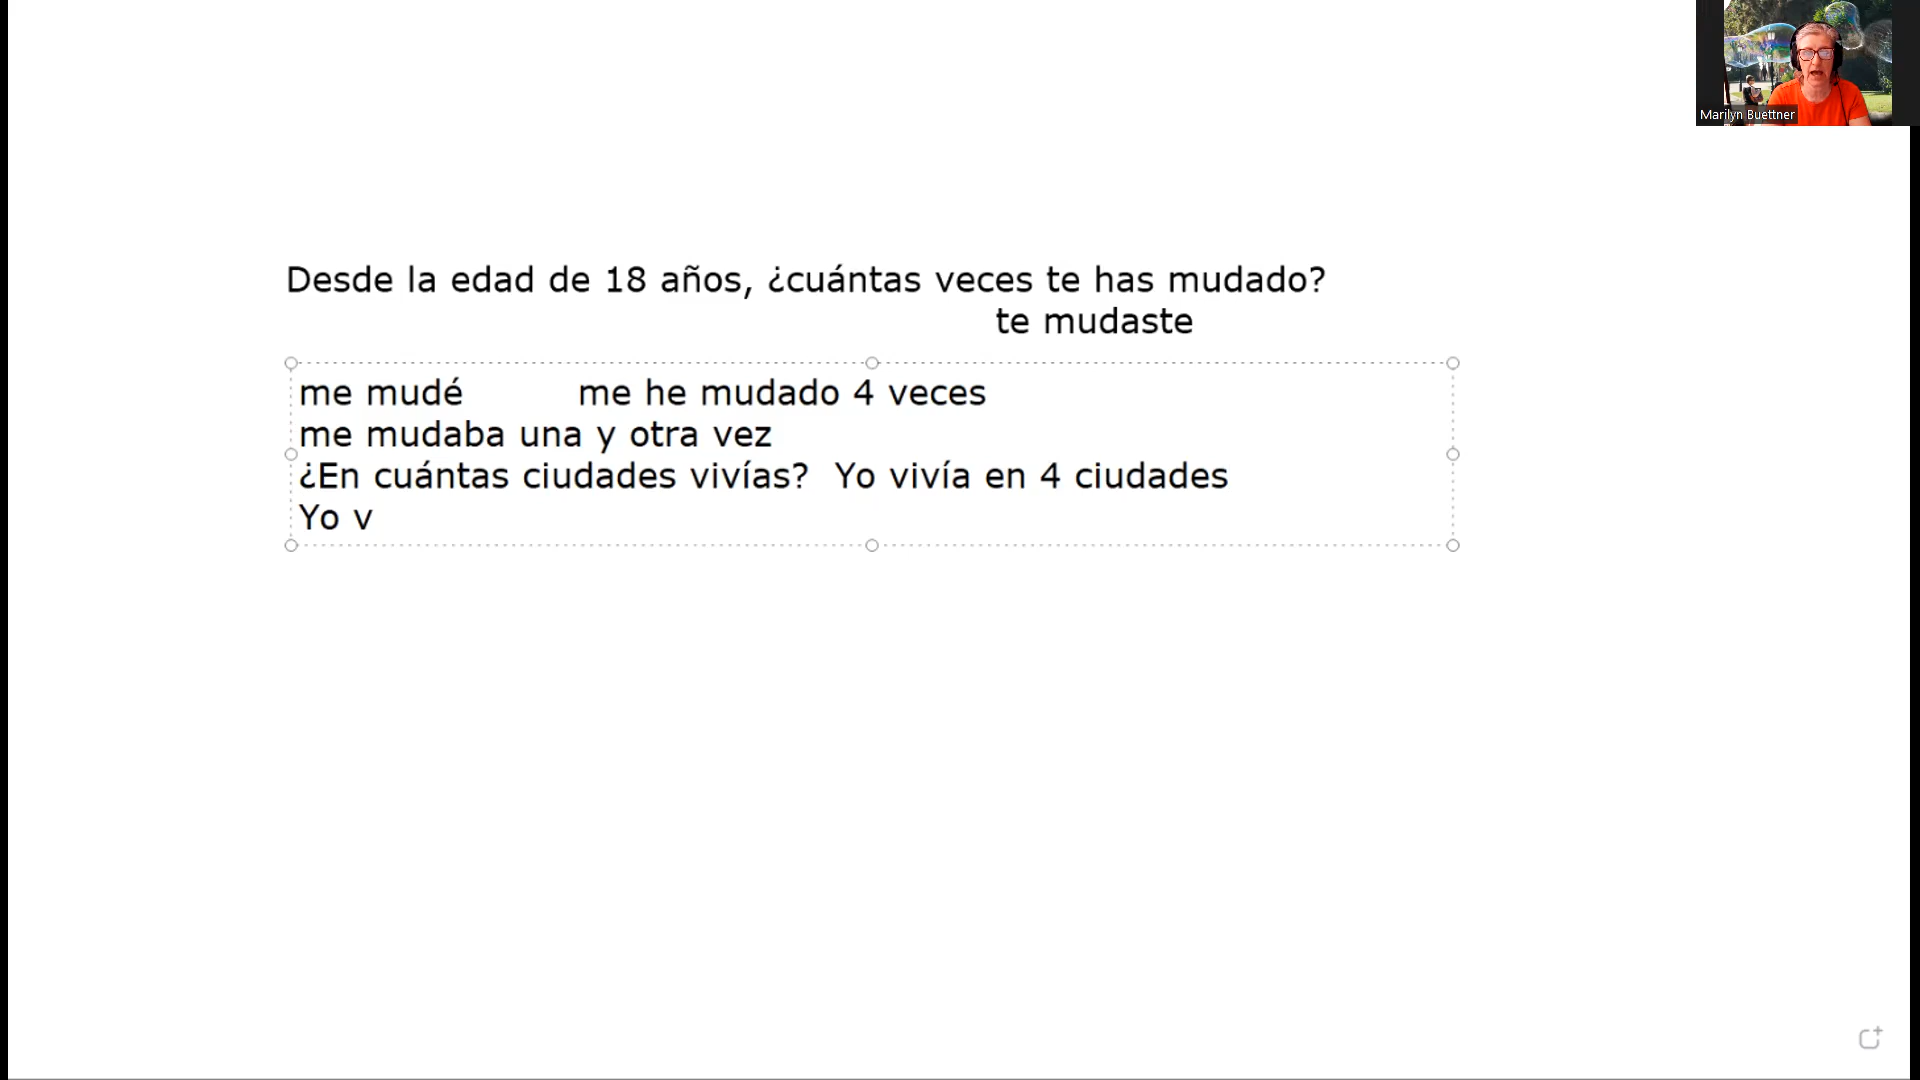 Marilyn Buettner
Desde la edad de 18 años, ¿cuántas veces te has mudado?
te mudaste
me mudé me he mudado 4 veces
me mudaba una y otra vez
¿En cuántas ciudades vivías? Yo vivía en 4 ciudades
Yo v